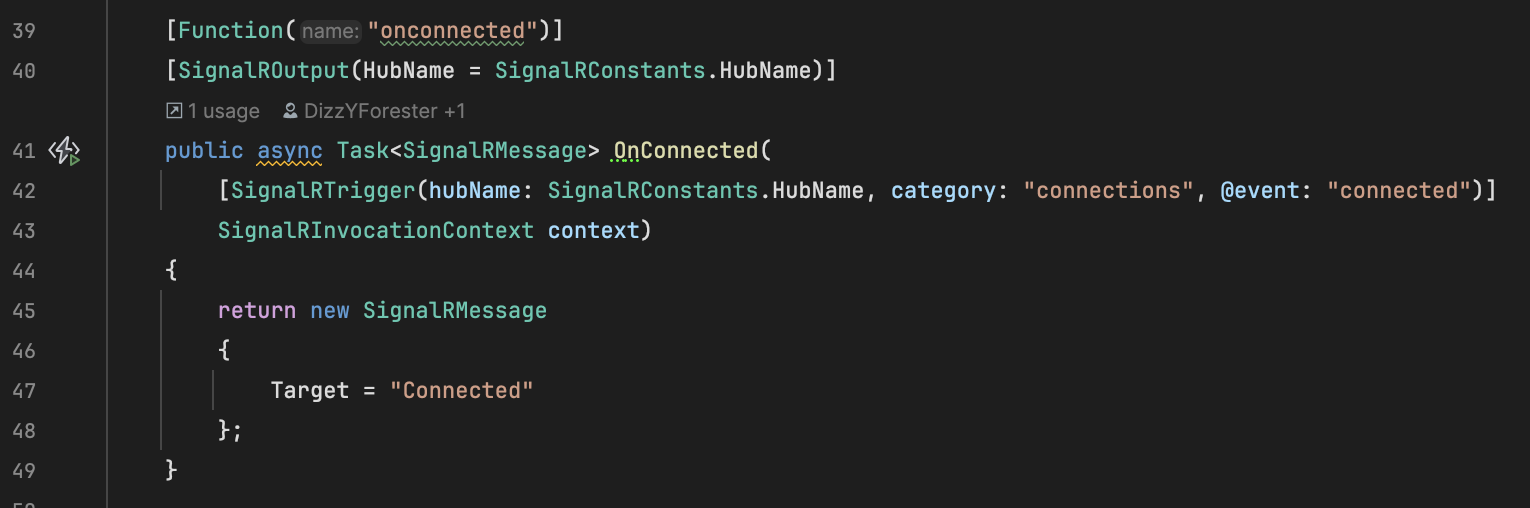 39 [Function(name: "onconnected")]
40 [SignalROutput(HubName = SignalRConstants.HubName)]
1 usage DizzYForester +1
41 public async Task<SignalRMessage> OnConnected(
42 [SignalRTrigger(hubName: SignalRConstants.HubName, category: "connections", @event: "connected")]
43 SignalRInvocationContext context)
44 {
45 return new SignalRMessage
46 {
47 Target = "Connected"
48 };
49 }